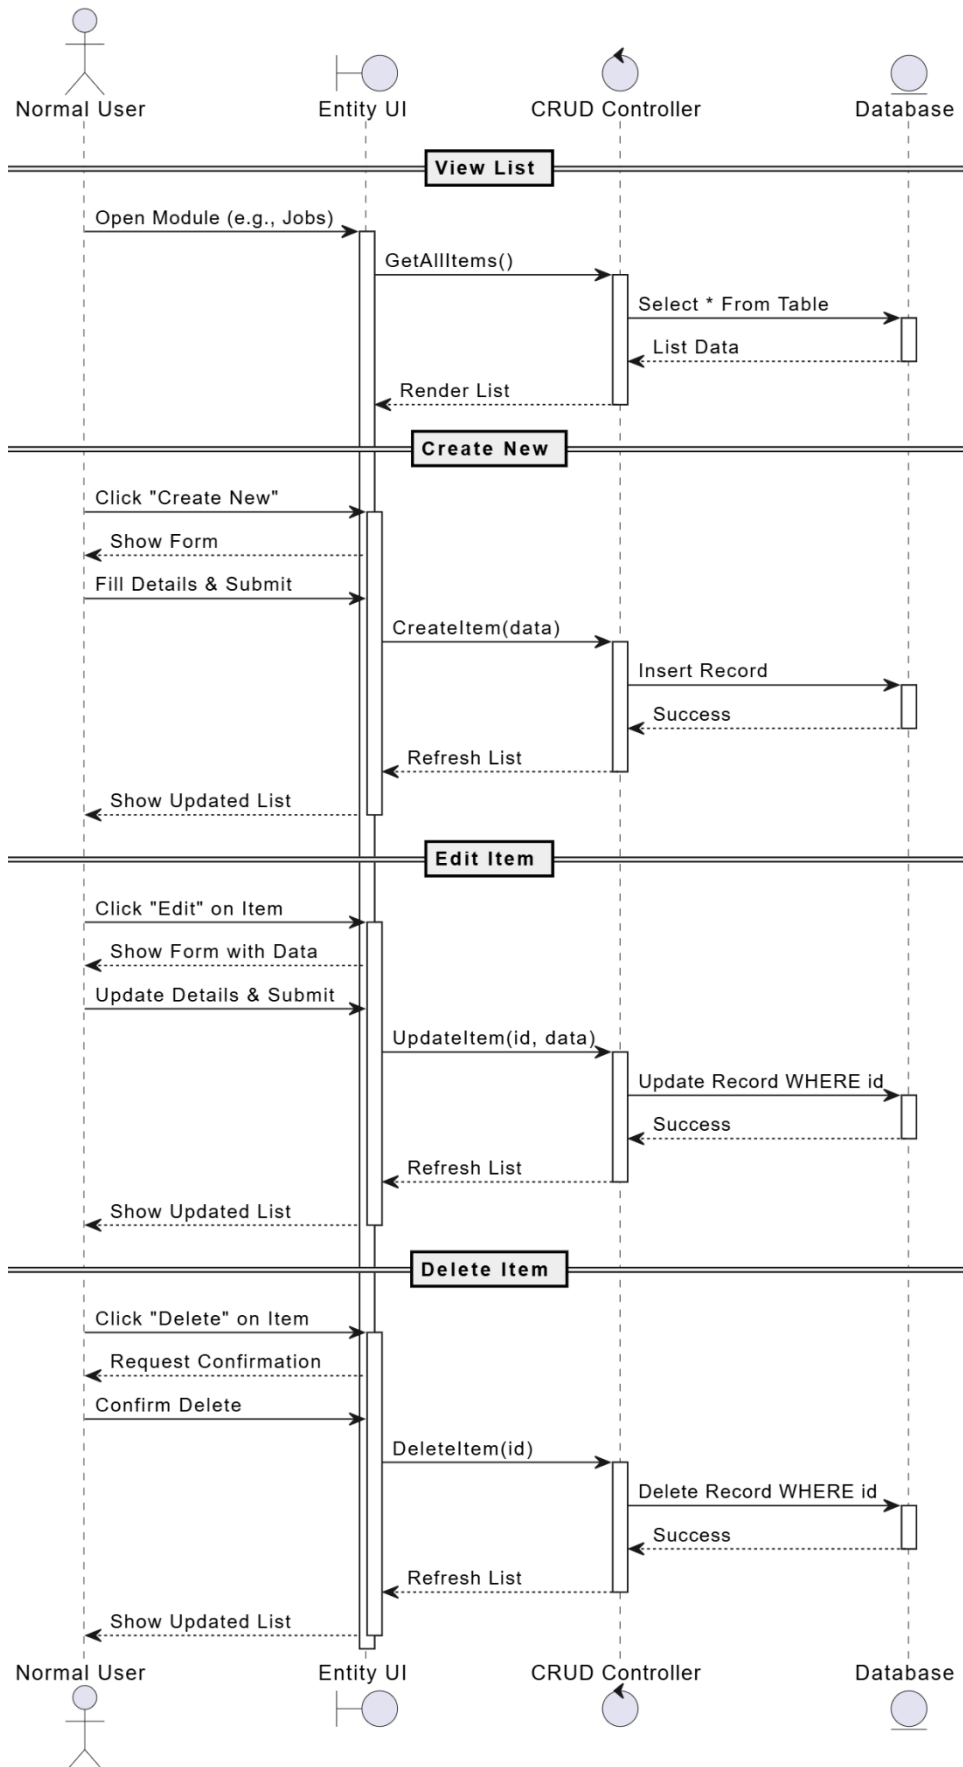 Normal User
Entity UI
CRUD Controller
Database
View List
Open Module (e.g., Jobs)
GetAllItems()
Select * From Table
List Data
Render List
Create New
Click "Create New"
Show Form
Fill Details & Submit
CreateItem(data)
Insert Record
Success
Refresh List
Show Updated List
Edit Item
Click "Edit" on Item
Show Form with Data
Update Details & Submit
UpdateItem(id, data)
Update Record WHERE id
Success
Refresh List
Show Updated List
Delete Item
Click "Delete" on Item
Request Confirmation
Confirm Delete
DeleteItem(id)
Delete Record WHERE id
Success
Refresh List
Show Updated List
Normal User
Entity UI
CRUD Controller
Database